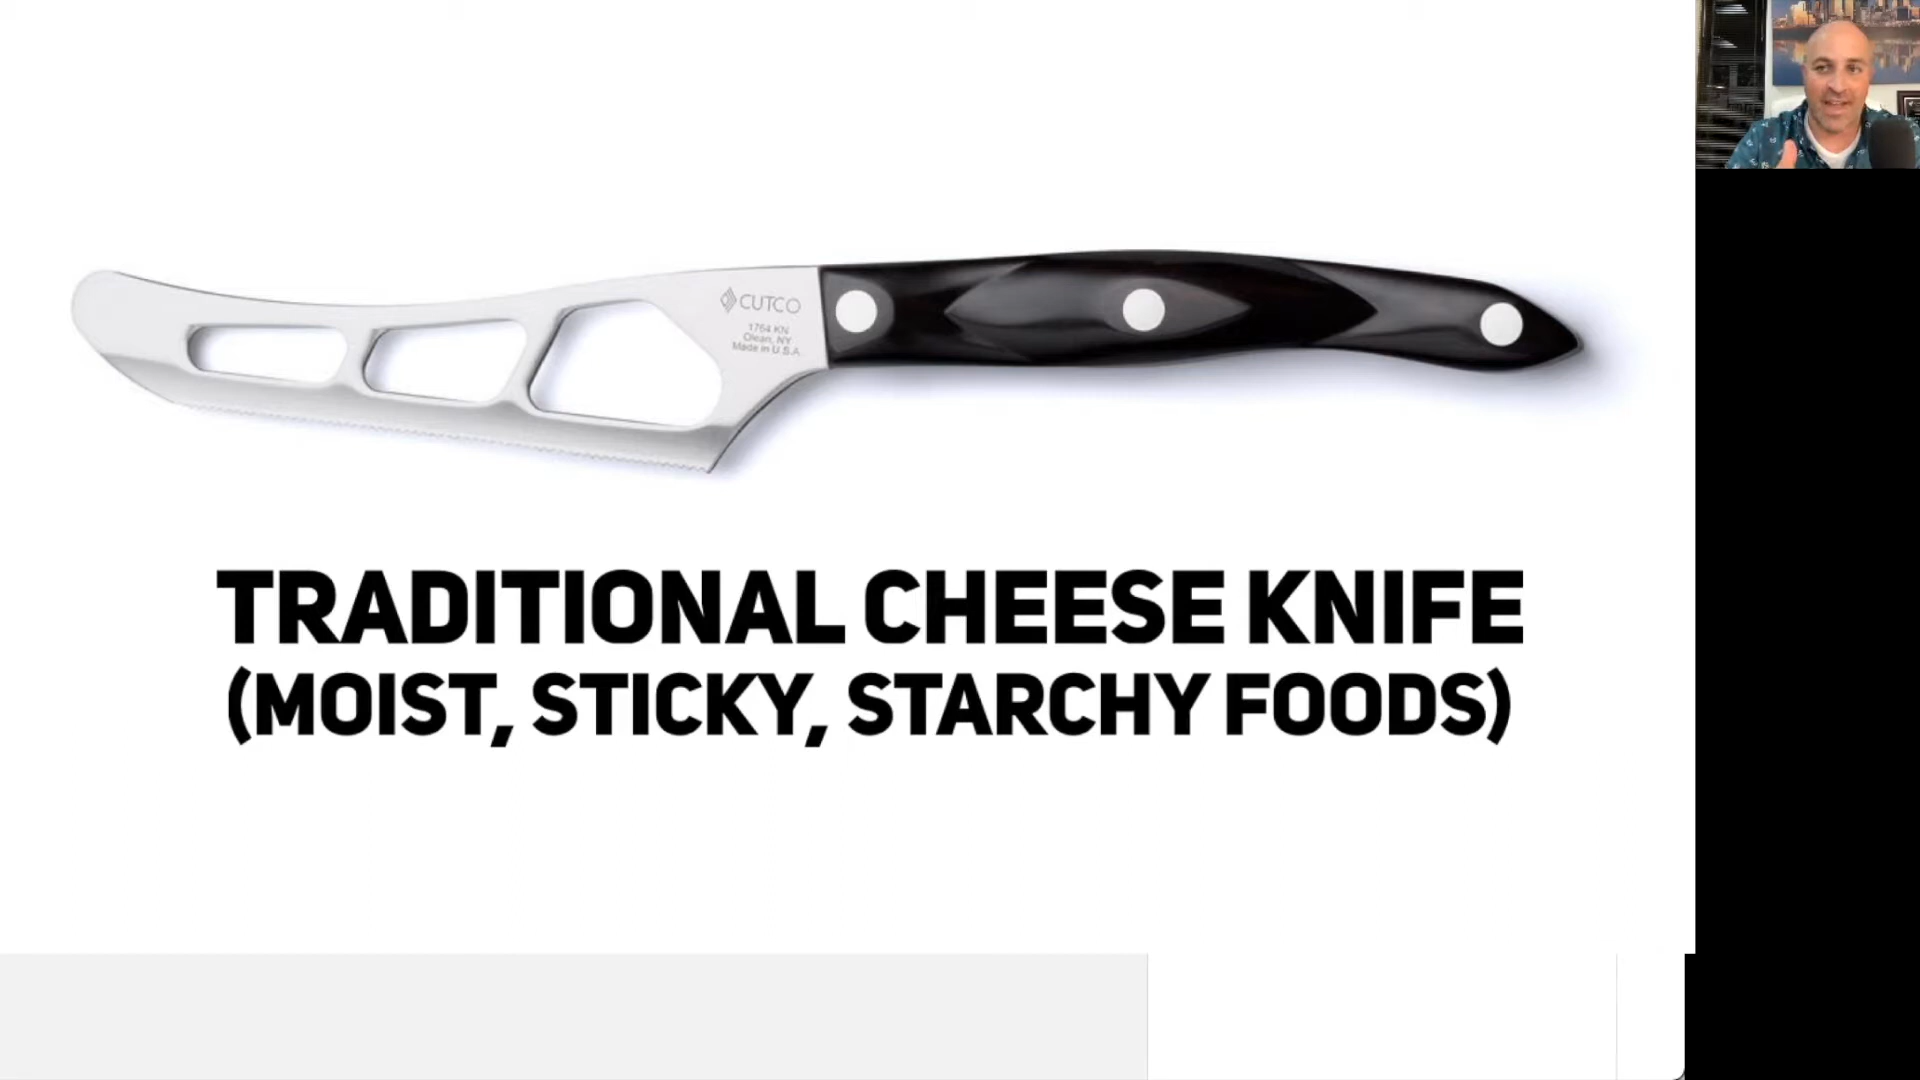 CUTCO
1764 KN
Olean, NY
Made in U.S.A
TRADITIONAL CHEESE KNIFE
(MOIST, STICKY, STARCHY FOODS)